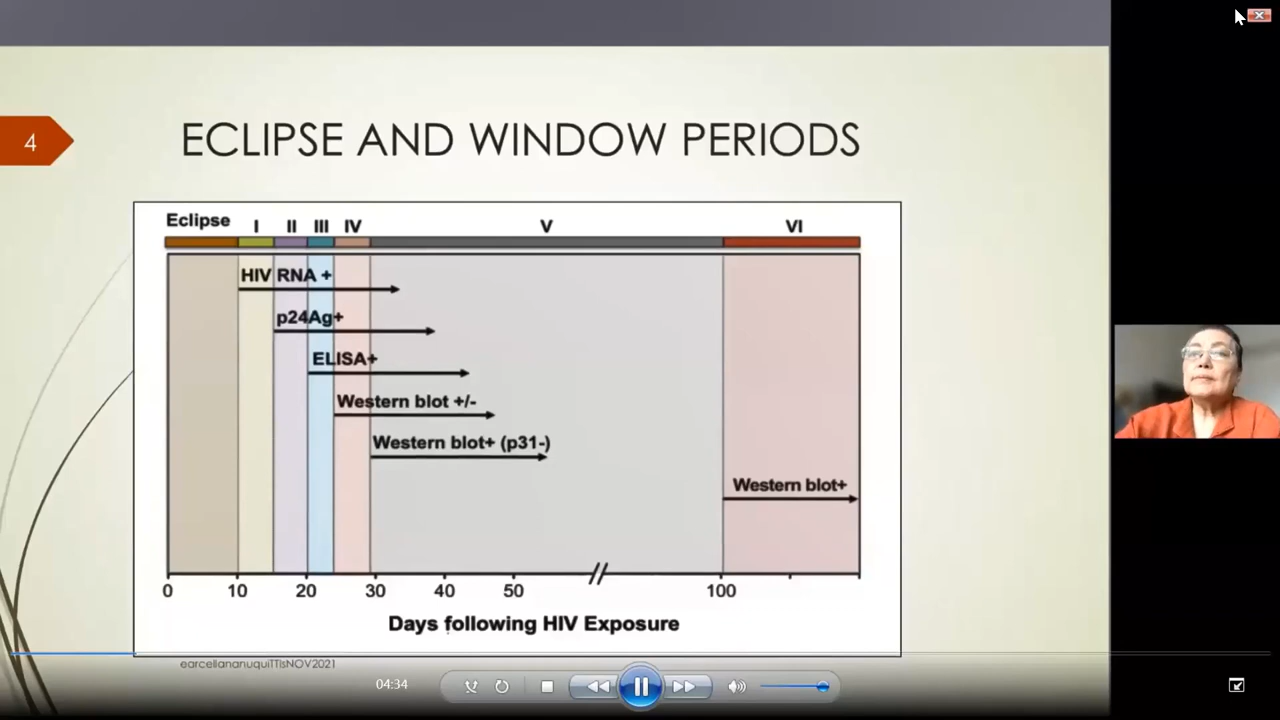 4
ECLIPSE AND WINDOW PERIODS
Eclipse I II III IV V VI
HIV RNA +
p24Ag+
ELISA+
Western blot +/-
Western blot+ (p31-)
Western blot+
0 10 20 30 40 50 100
Days following HIV Exposure
earcellananuquiTTIsNOV2021
04:34